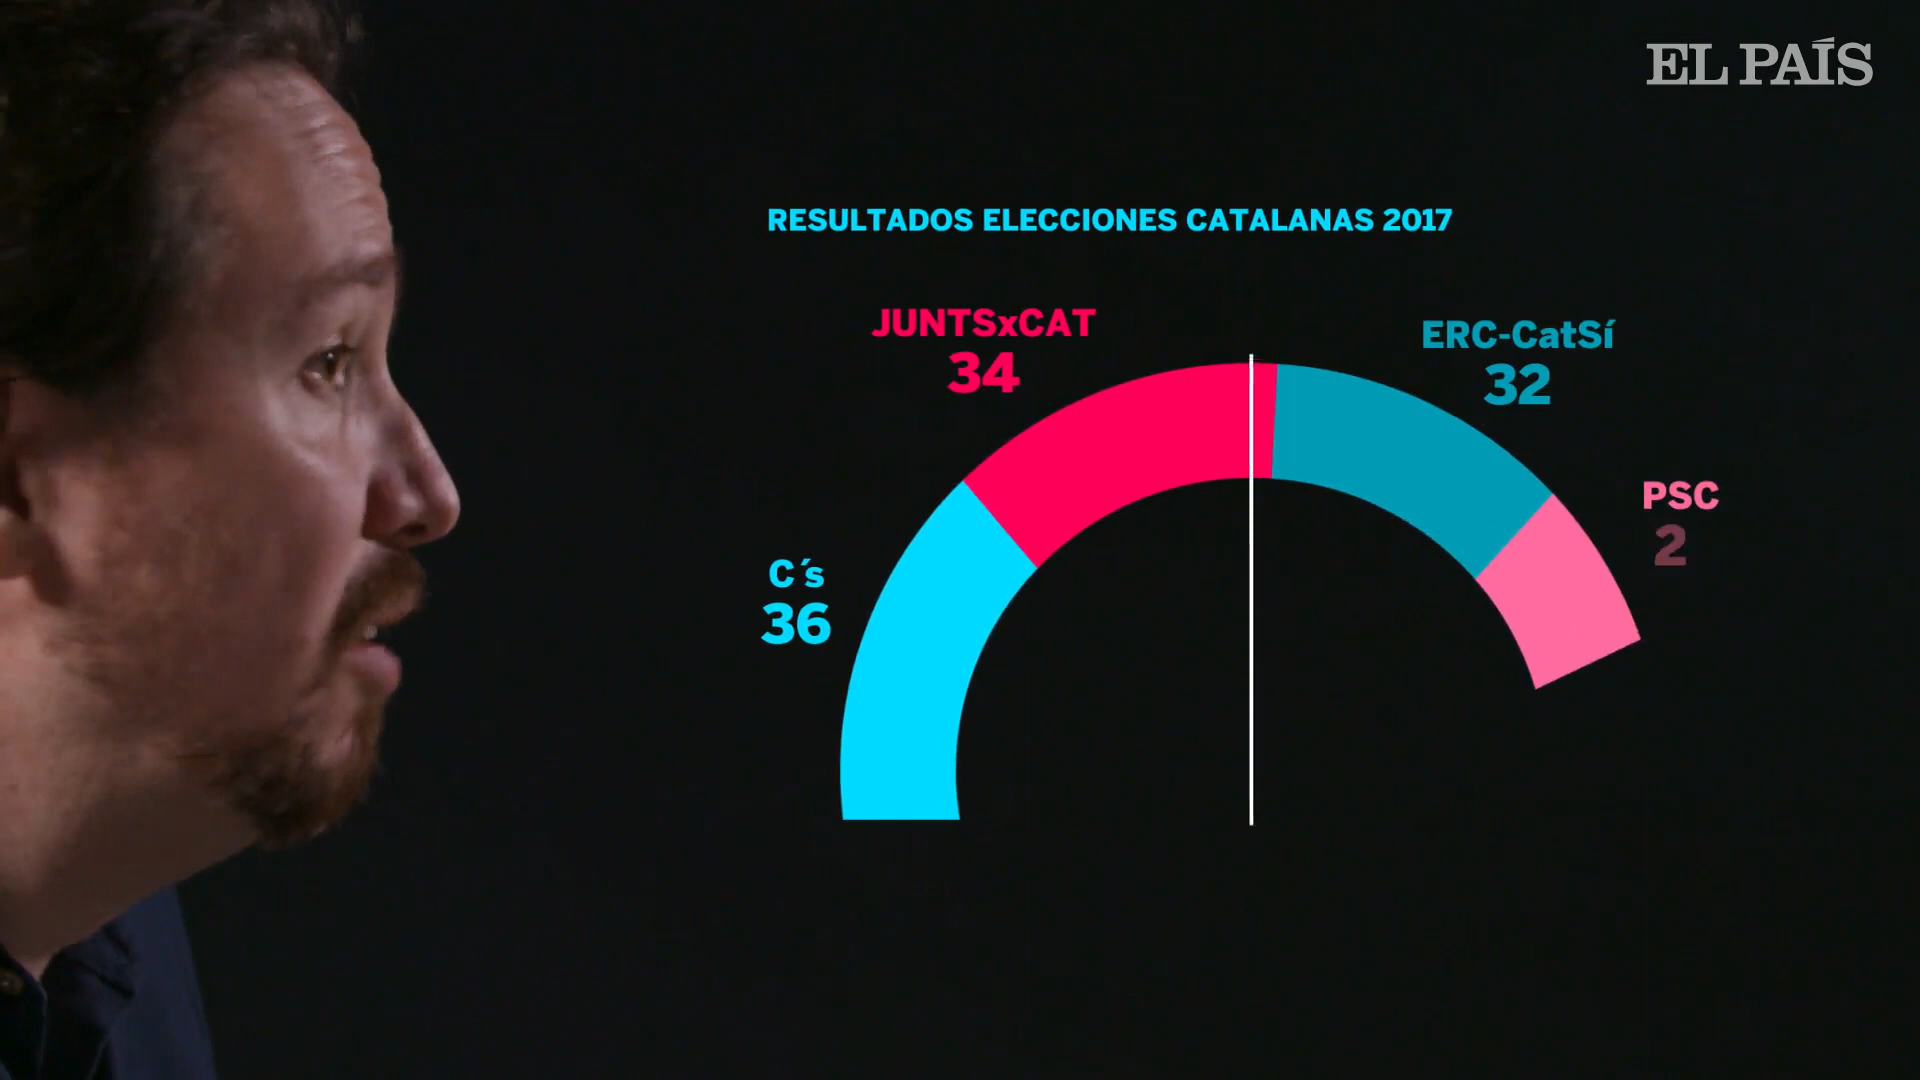 EL PAÍS
RESULTADOS ELECCIONES CATALANAS 2017
JUNTSxCAT
34
ERC-CatSí
32
PSC
2
C´s
36